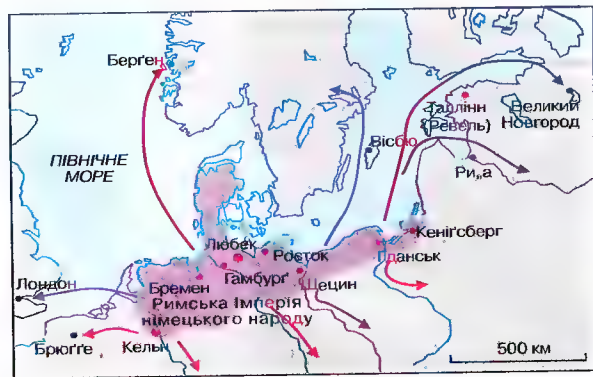 Берґен
ПІВНІЧНЕ
МОРЕ
Вісбю
Таллінн
(Ревель)
Великий
Новгород
Рига
Кеніґсберг
Ґданськ
Любек
Росток
Лондон
Бремен
Гамбурґ
Щецин
Римська Імперія
німецького народу
Брюґґе
Кельн
500 км